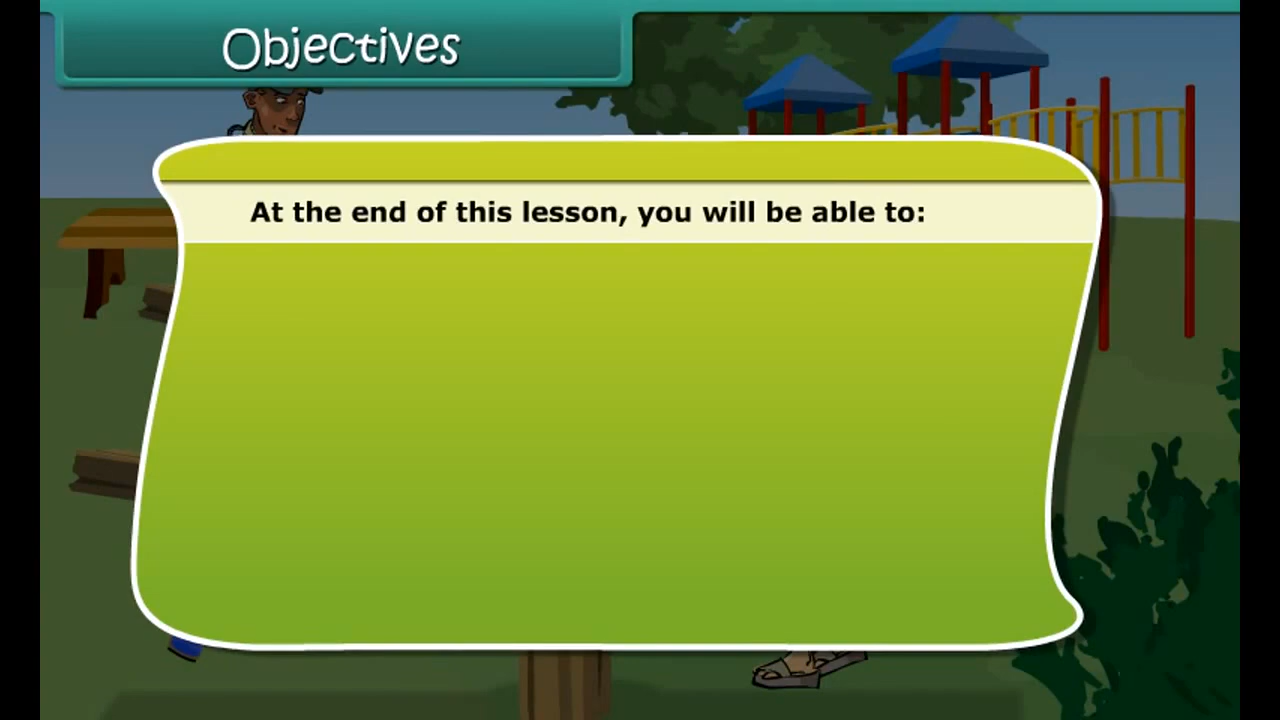 Objectives
At the end of this lesson, you will be able to: